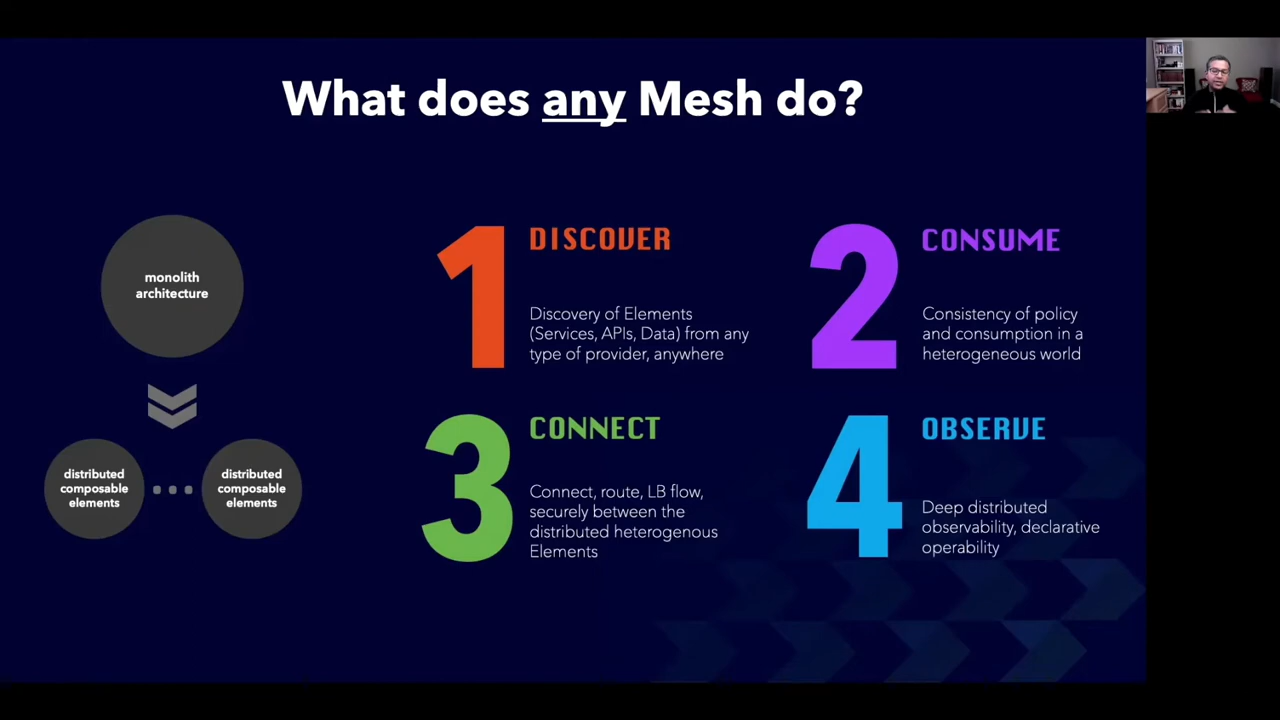 What does any Mesh do?
monolith
architecture
distributed
composable
elements
distributed
composable
elements
1
DISCOVER
Discovery of Elements
(Services, APIs, Data) from any
type of provider, anywhere
2
CONSUME
Consistency of policy
and consumption in a
heterogeneous world
3
CONNECT
Connect, route, LB flow,
securely between the
distributed heterogenous
Elements
4
OBSERVE
Deep distributed
observability, declarative
operability